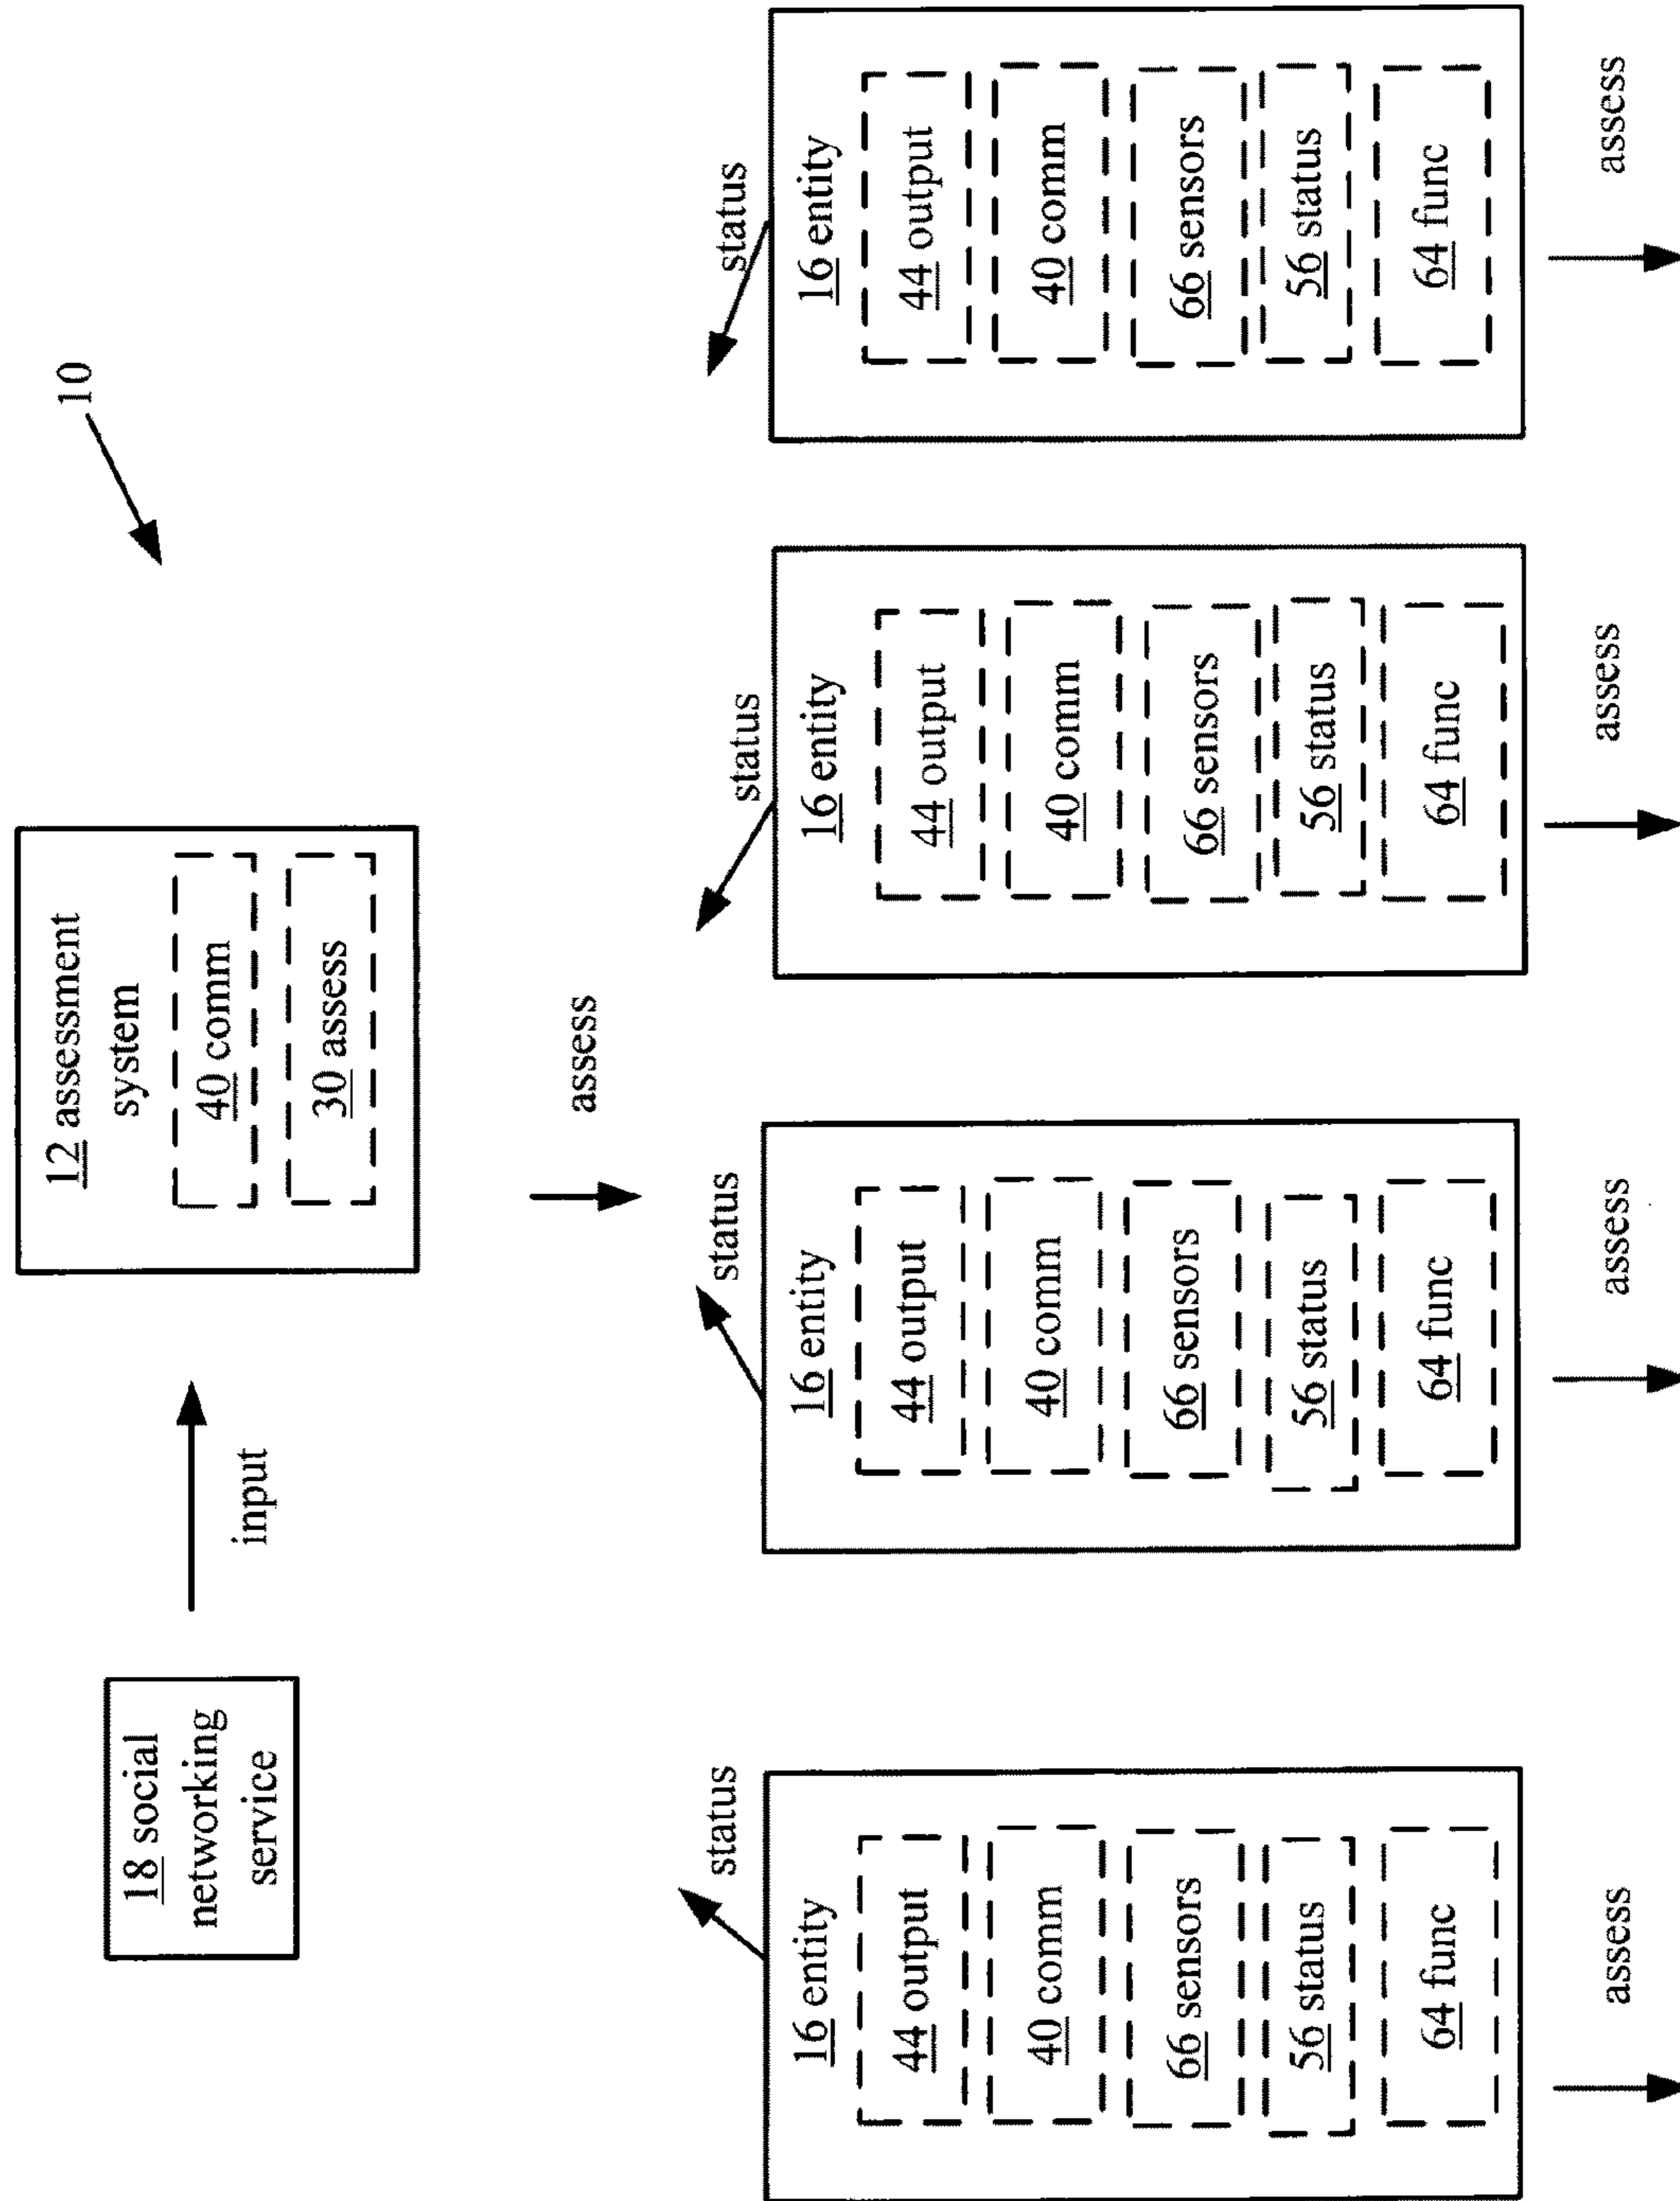 10
18 social
networking
service
input
12 assessment
system
40 comm
30 assess
assess
status
16 entity
44 output
40 comm
66 sensors
56 status
64 func
assess
status
16 entity
44 output
40 comm
66 sensors
56 status
64 func
assess
status
16 entity
44 output
40 comm
66 sensors
56 status
64 func
assess
status
16 entity
44 output
40 comm
66 sensors
56 status
64 func
assess